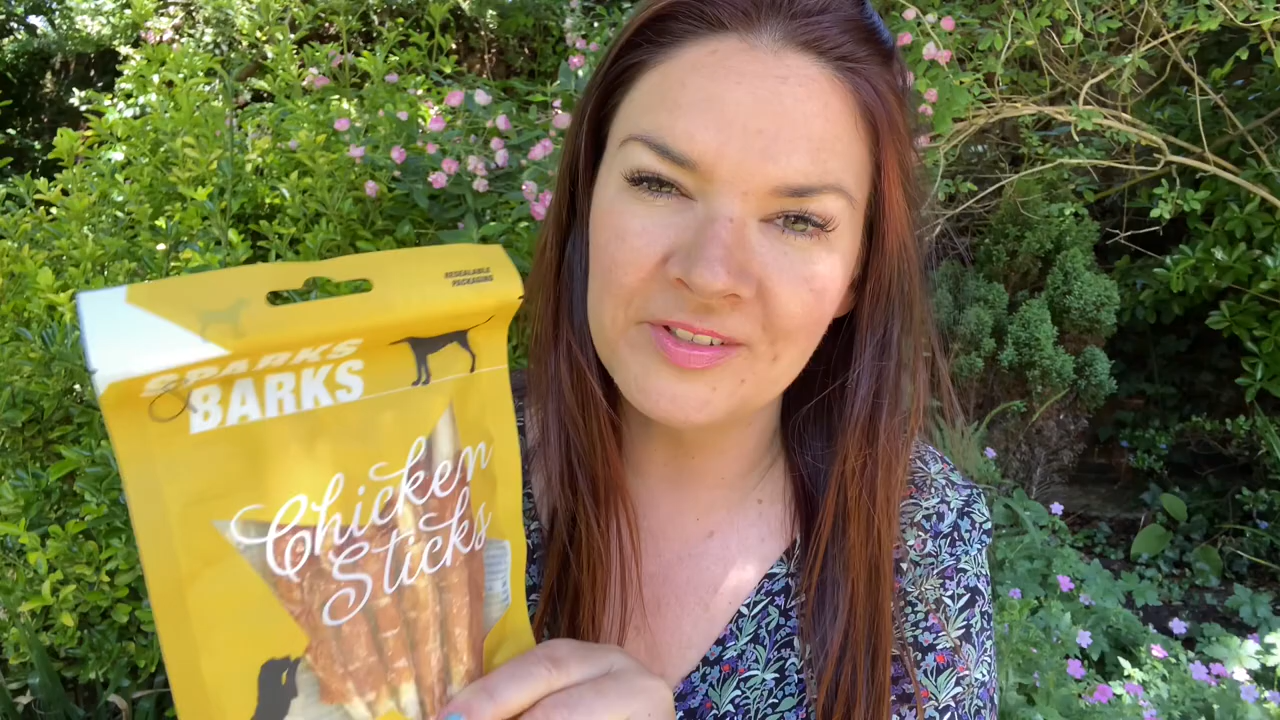 RESEALABLE
PACKAGING
SPARKS
& BARKS
Chicken
Sticks